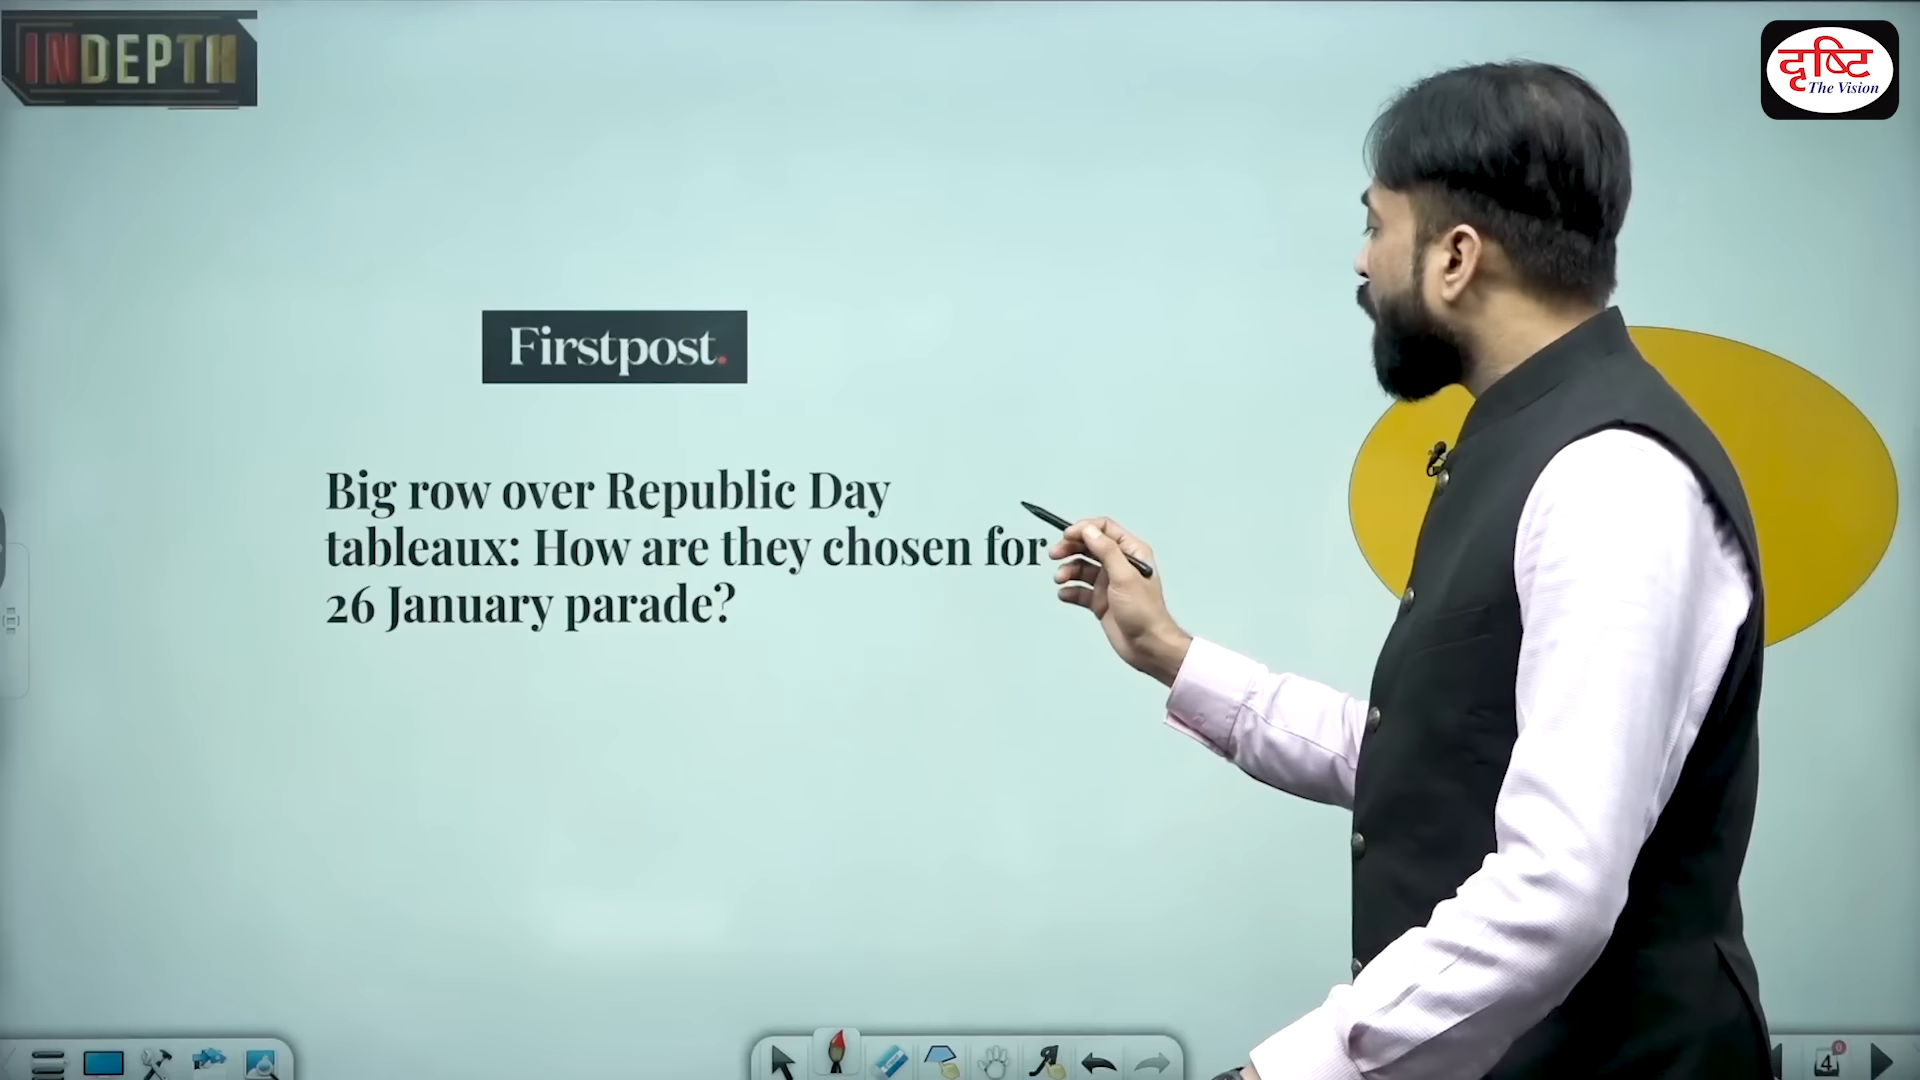 INDEPTH
दृष्टि
The Vision
Firstpost.
Big row over Republic Day
tableaux: How are they chosen for
26 January parade?
4
0